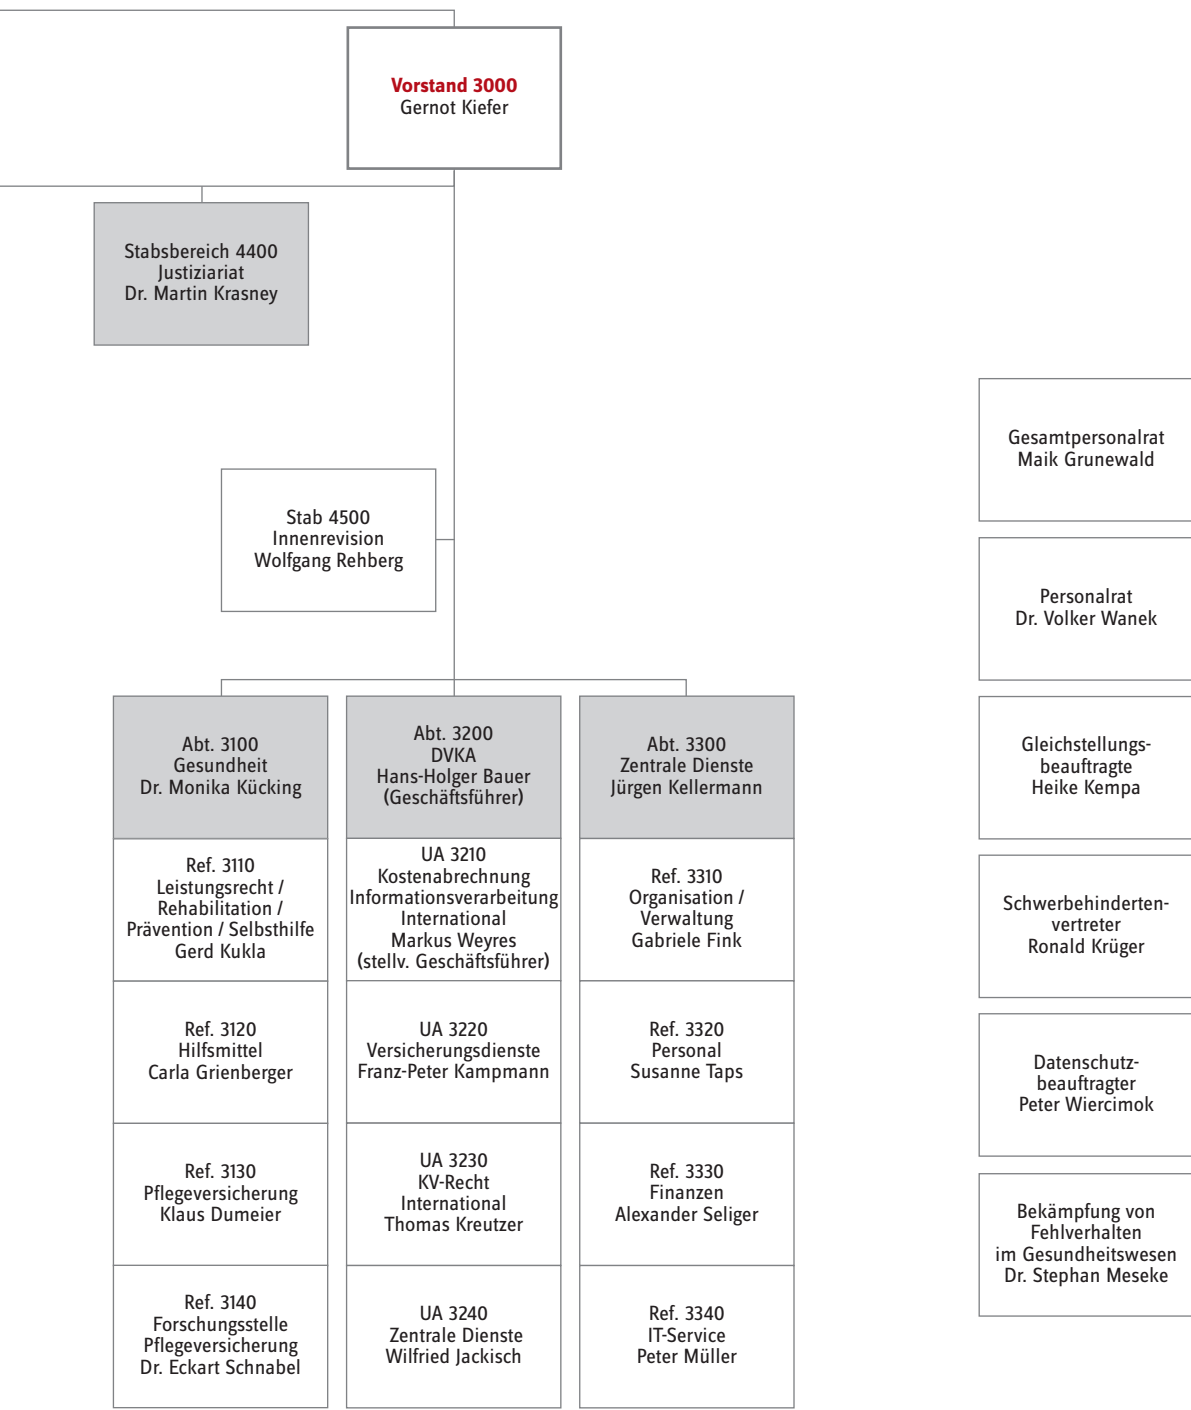 Vorstand 3000
Gernot Kiefer
Stabsbereich 4400
Justiziariat
Dr. Martin Krasney
Stab 4500
Innenrevision
Wolfgang Rehberg
Abt. 3100
Gesundheit
Dr. Monika Kücking
Ref. 3110
Leistungsrecht /
Rehabilitation /
Prävention / Selbsthilfe
Gerd Kukla
Ref. 3120
Hilfsmittel
Carla Grienberger
Ref. 3130
Pflegeversicherung
Klaus Dumeier
Ref. 3140
Forschungsstelle
Pflegeversicherung
Dr. Eckart Schnabel
Abt. 3200
DVKA
Hans-Holger Bauer
(Geschäftsführer)
UA 3210
Kostenabrechnung
Informationsverarbeitung
International
Markus Weyres
(stellv. Geschäftsführer)
UA 3220
Versicherungsdienste
Franz-Peter Kampmann
UA 3230
KV-Recht
International
Thomas Kreutzer
UA 3240
Zentrale Dienste
Wilfried Jackisch
Abt. 3300
Zentrale Dienste
Jürgen Kellermann
Ref. 3310
Organisation /
Verwaltung
Gabriele Fink
Ref. 3320
Personal
Susanne Taps
Ref. 3330
Finanzen
Alexander Seliger
Ref. 3340
IT-Service
Peter Müller
Gesamtpersonalrat
Maik Grunewald
Personalrat
Dr. Volker Wanek
Gleichstellungs-
beauftragte
Heike Kempa
Schwerbehinderten-
vertreter
Ronald Krüger
Datenschutz-
beauftragter
Peter Wiercimok
Bekämpfung von
Fehlverhalten
im Gesundheitswesen
Dr. Stephan Meseke